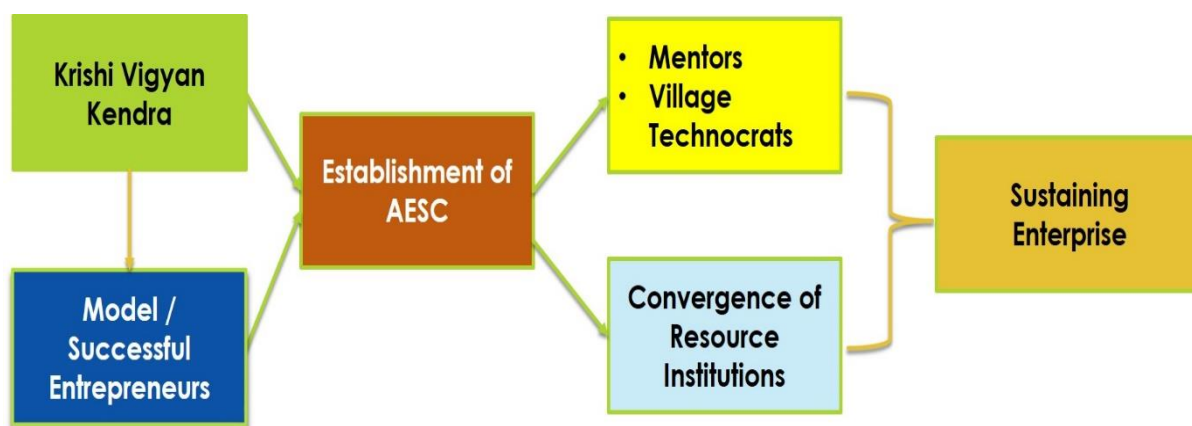 Krishi Vigyan
Kendra
Model /
Successful
Entrepreneurs
Establishment of
AESC
• Mentors
• Village
Technocrats
Convergence of
Resource
Institutions
Sustaining
Enterprise